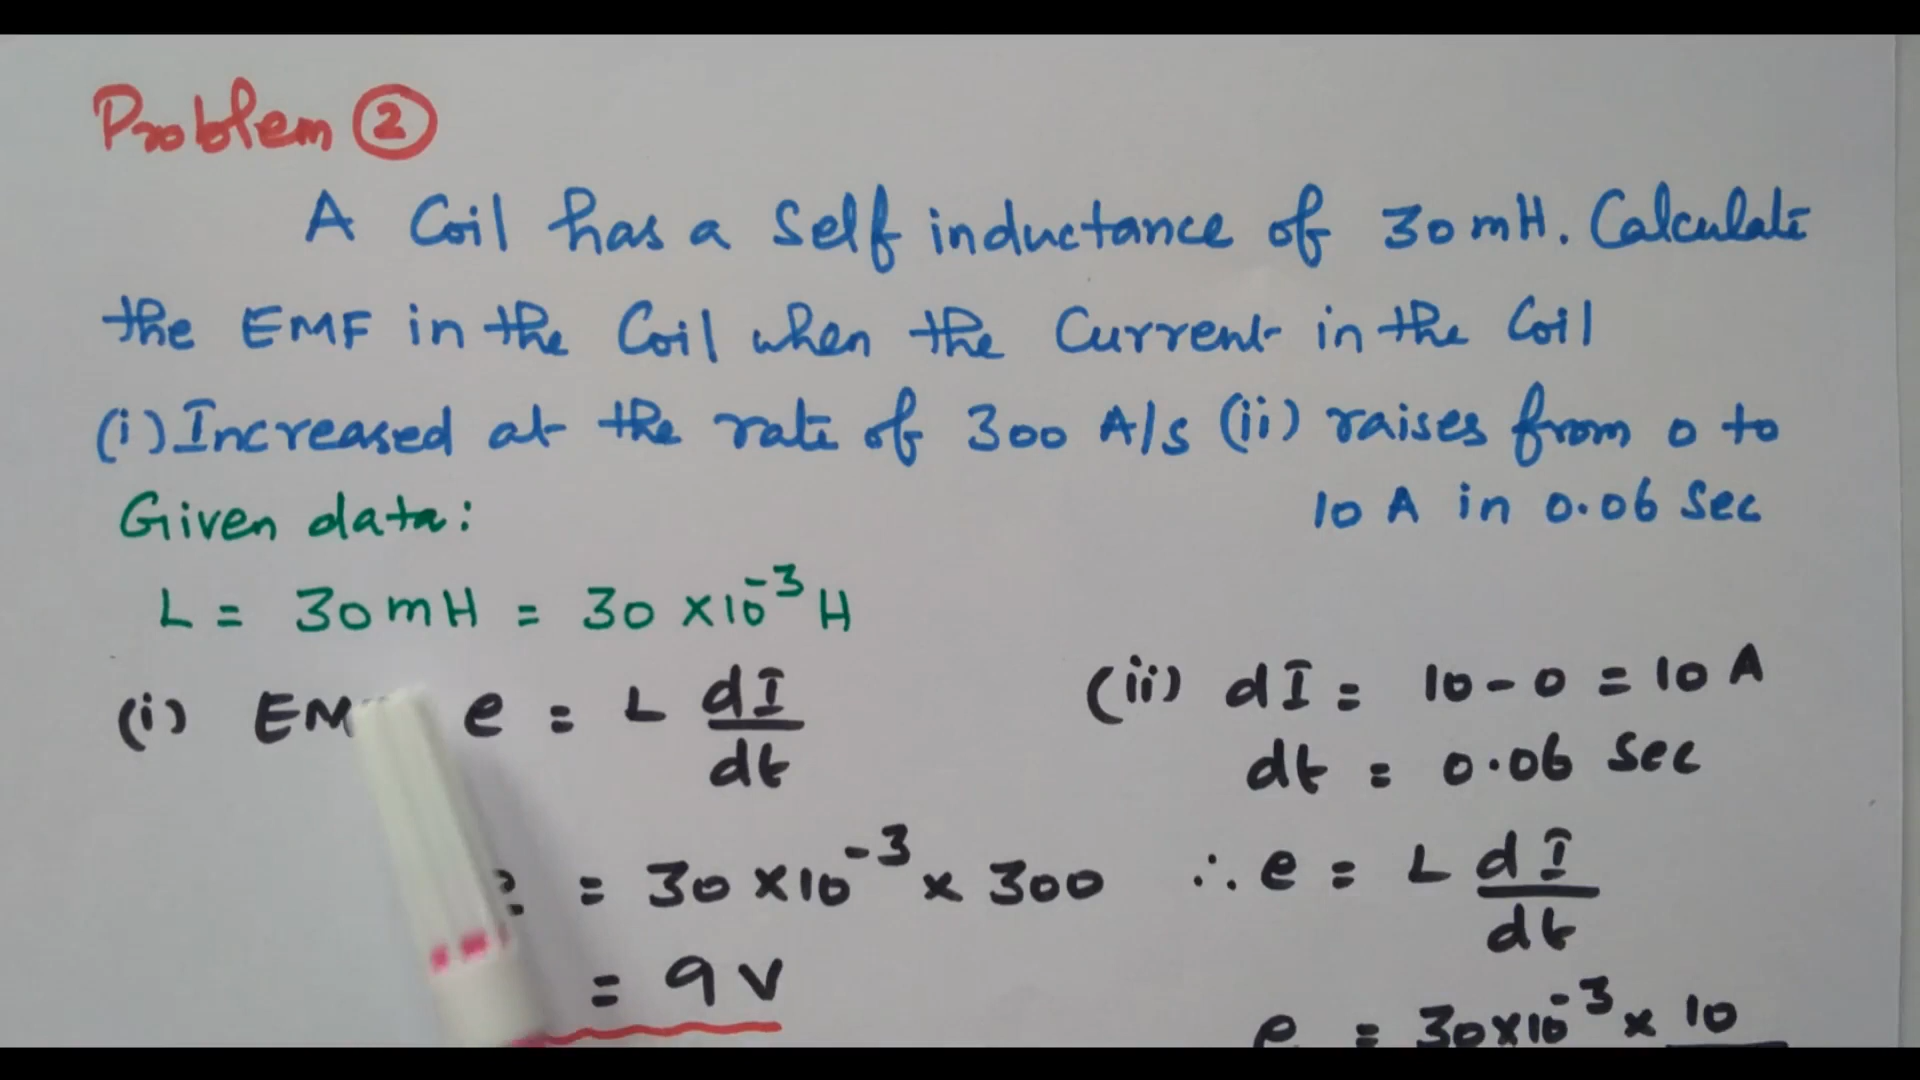 Problem ②
A Coil has a Self inductance of 30 mH. Calculate
the EMF in the Coil when the Current in the Coil
(i) Increased at the rate of 300 A/s (ii) raises from 0 to
10 A in 0.06 Sec
Given data:
L = 30 mH = 30 × 10⁻³ H
(i) e = L dI/dt
= 30 × 10⁻³ × 300
= 9 V
(ii) dI = 10 - 0 = 10 A
dt = 0.06 Sec
∴ e = L dI/dt
e = 30 × 10⁻³ × 10